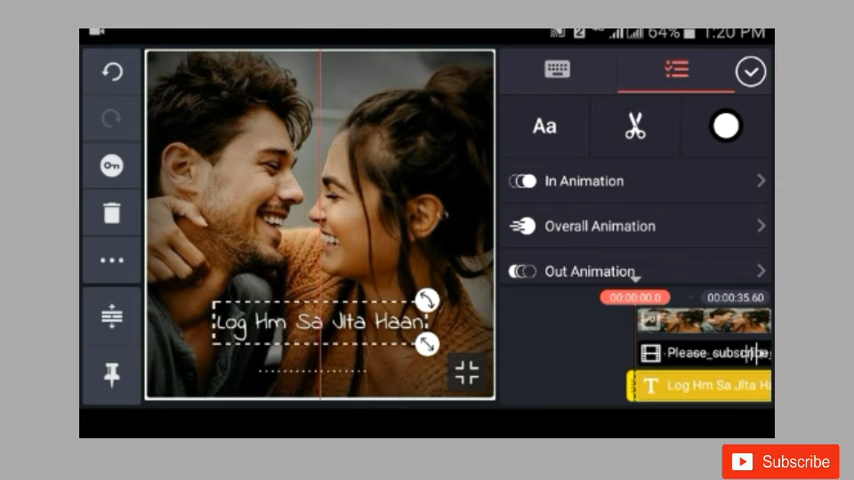 64% 1:20 PM
Aa
In Animation
Overall Animation
Out Animation
00:00:00.0 00:00:35.60
Please_subscribe
Log Hm Sa JIta Haan
Log Hm Sa JIta H
Subscribe